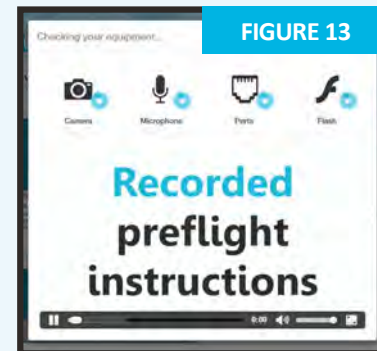 FIGURE 13
Checking your equipment...
Camera Microphone Ports Flash
Recorded
preflight
instructions
0:00